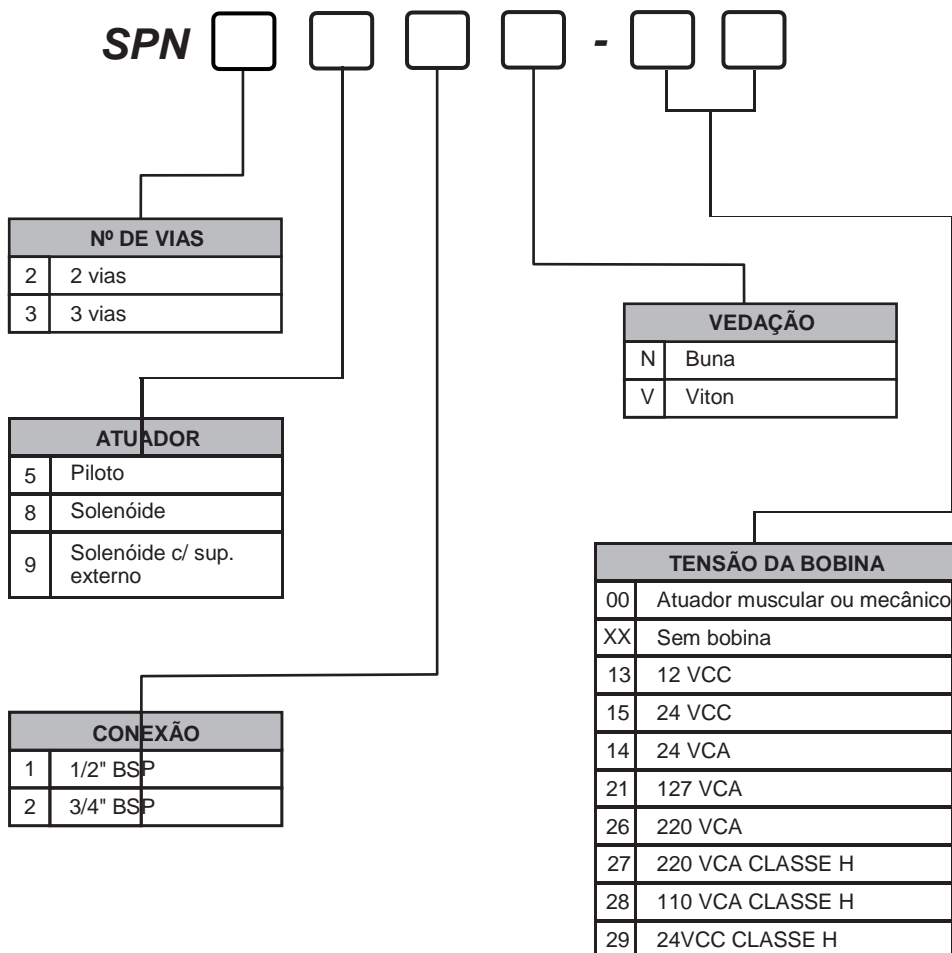 SPN -
Nº DE VIAS
2 2 vias
3 3 vias
VEDAÇÃO
N Buna
V Viton
ATUADOR
5 Piloto
8 Solenóide
9 Solenóide c/ sup.
externo
TENSÃO DA BOBINA
00 Atuador muscular ou mecânico
XX Sem bobina
13 12 VCC
15 24 VCC
14 24 VCA
21 127 VCA
26 220 VCA
27 220 VCA CLASSE H
28 110 VCA CLASSE H
29 24VCC CLASSE H
CONEXÃO
1 1/2" BSP
2 3/4" BSP